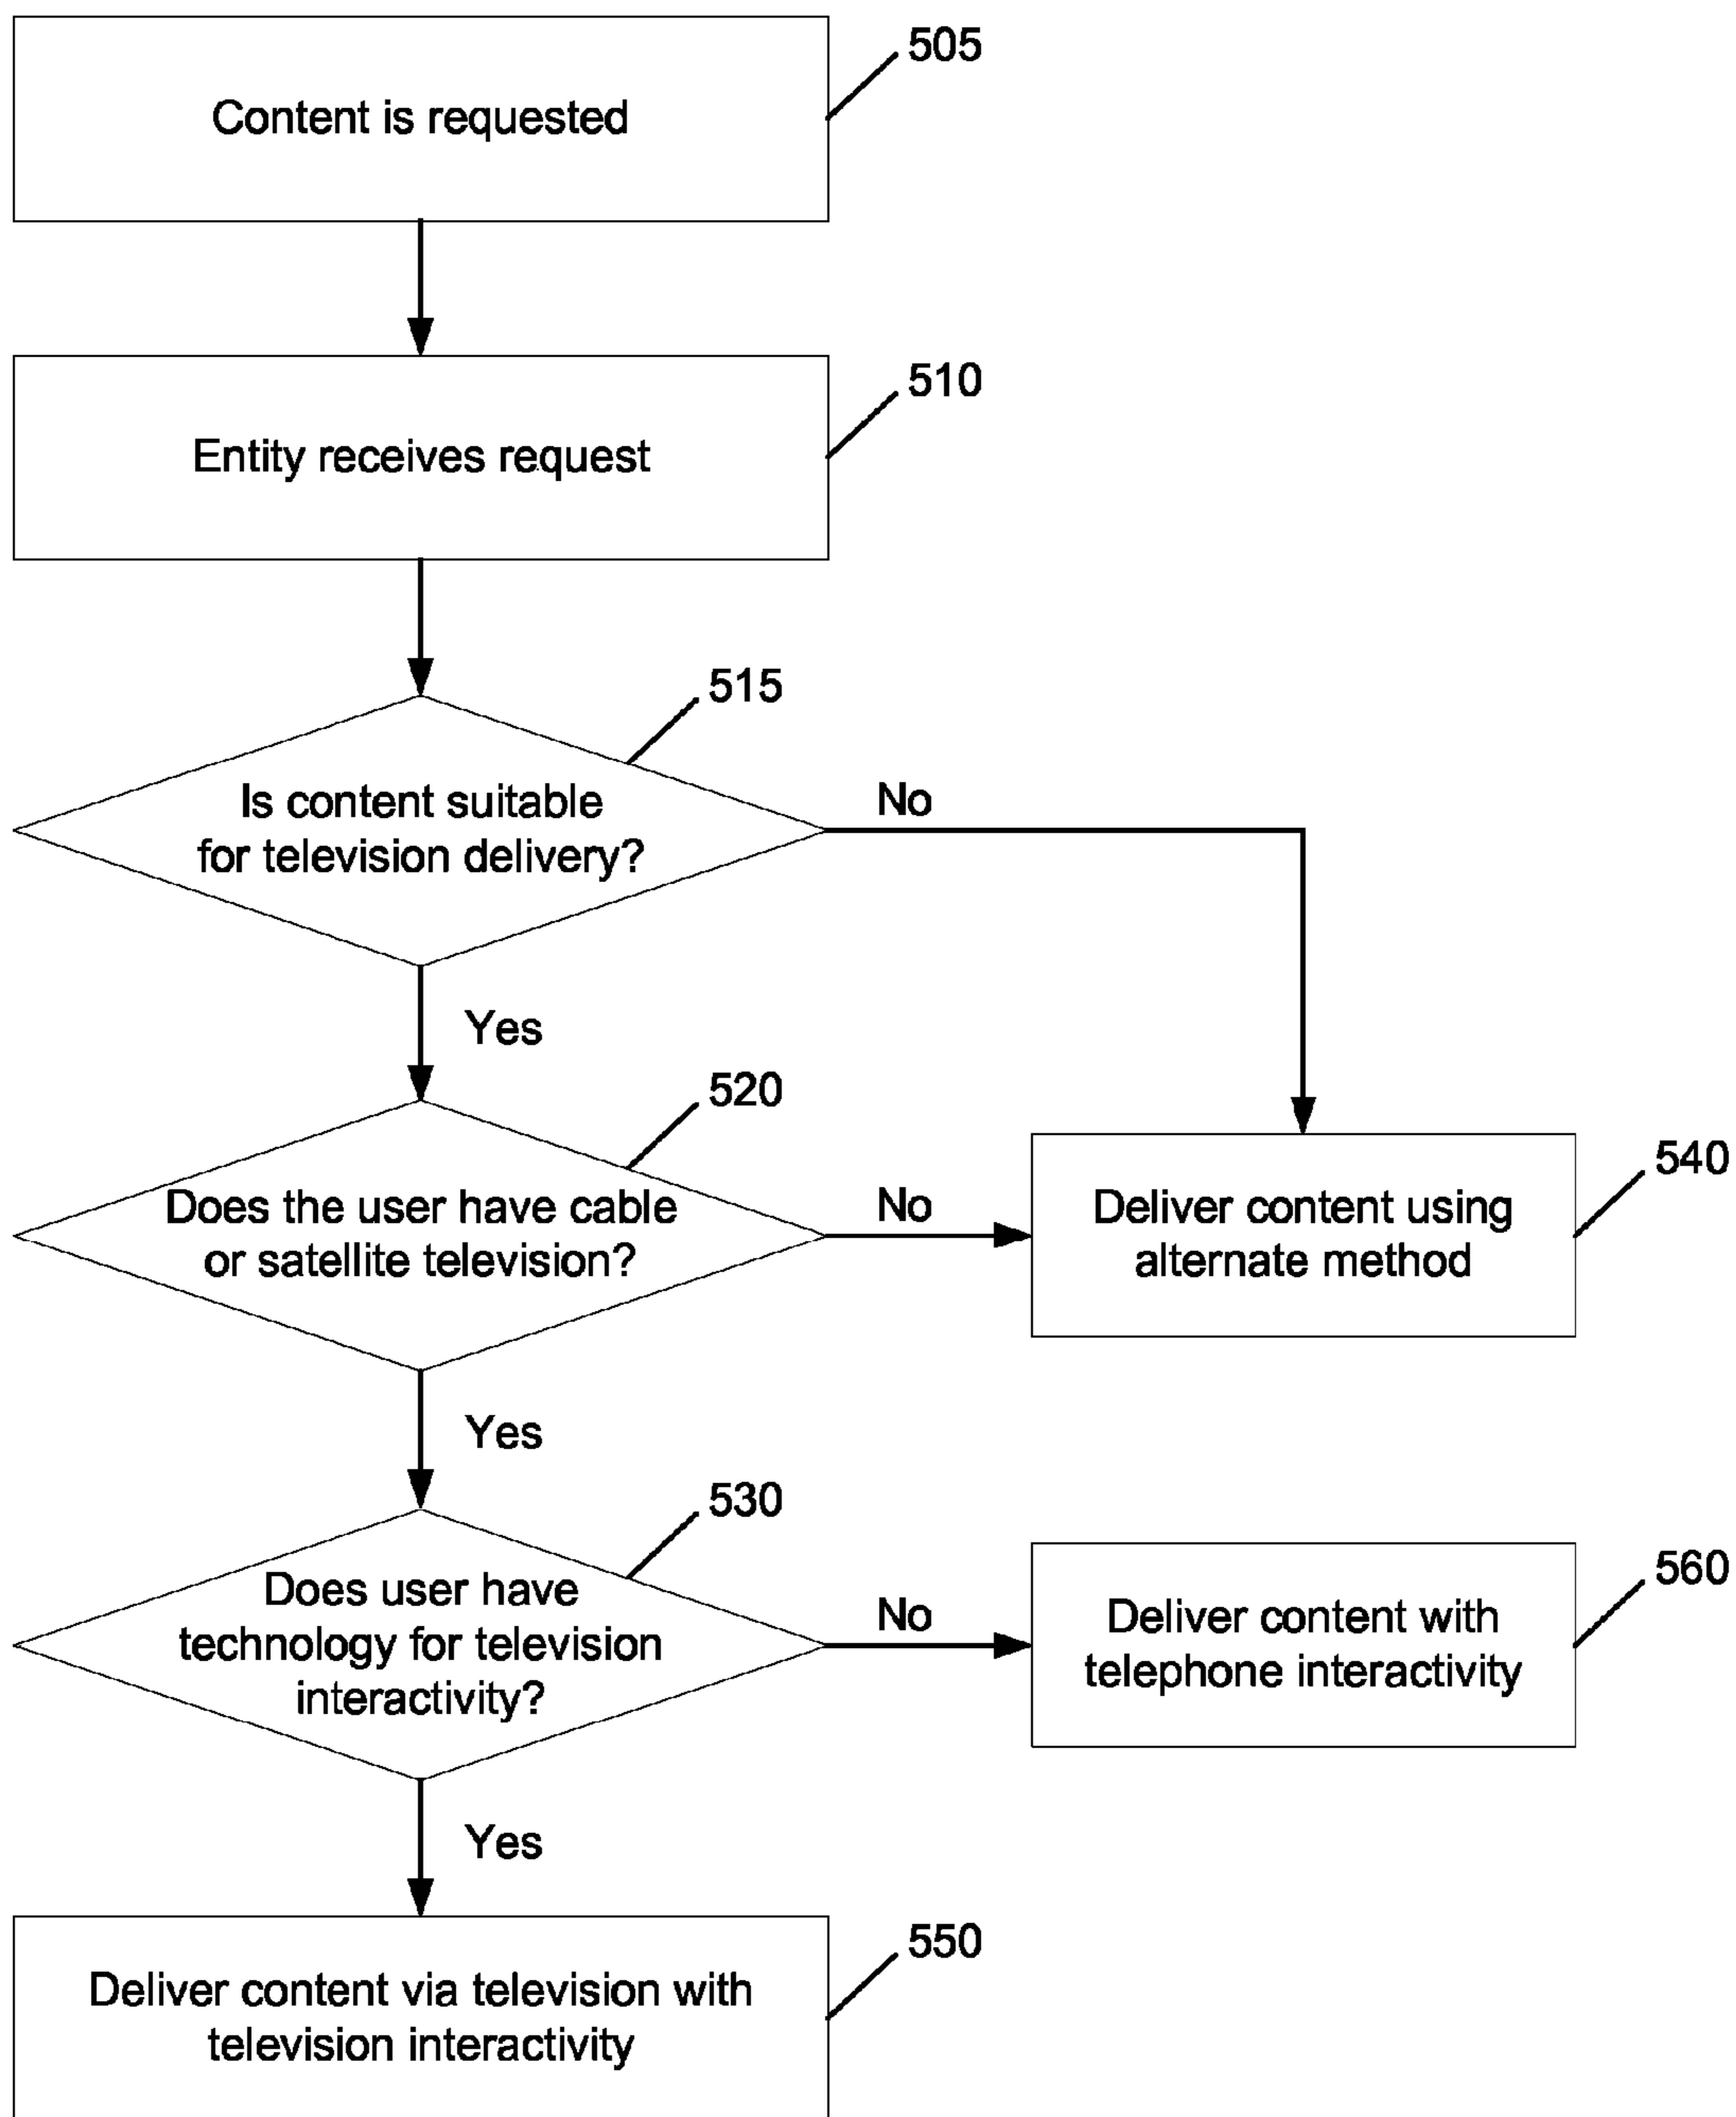 505
Content is requested
510
Entity receives request
515
Is content suitable
for television delivery?
No
Yes
520
Does the user have cable
or satellite television?
No
540
Deliver content using
alternate method
Yes
530
Does user have
technology for television
interactivity?
No
560
Deliver content with
telephone interactivity
Yes
550
Deliver content via television with
television interactivity